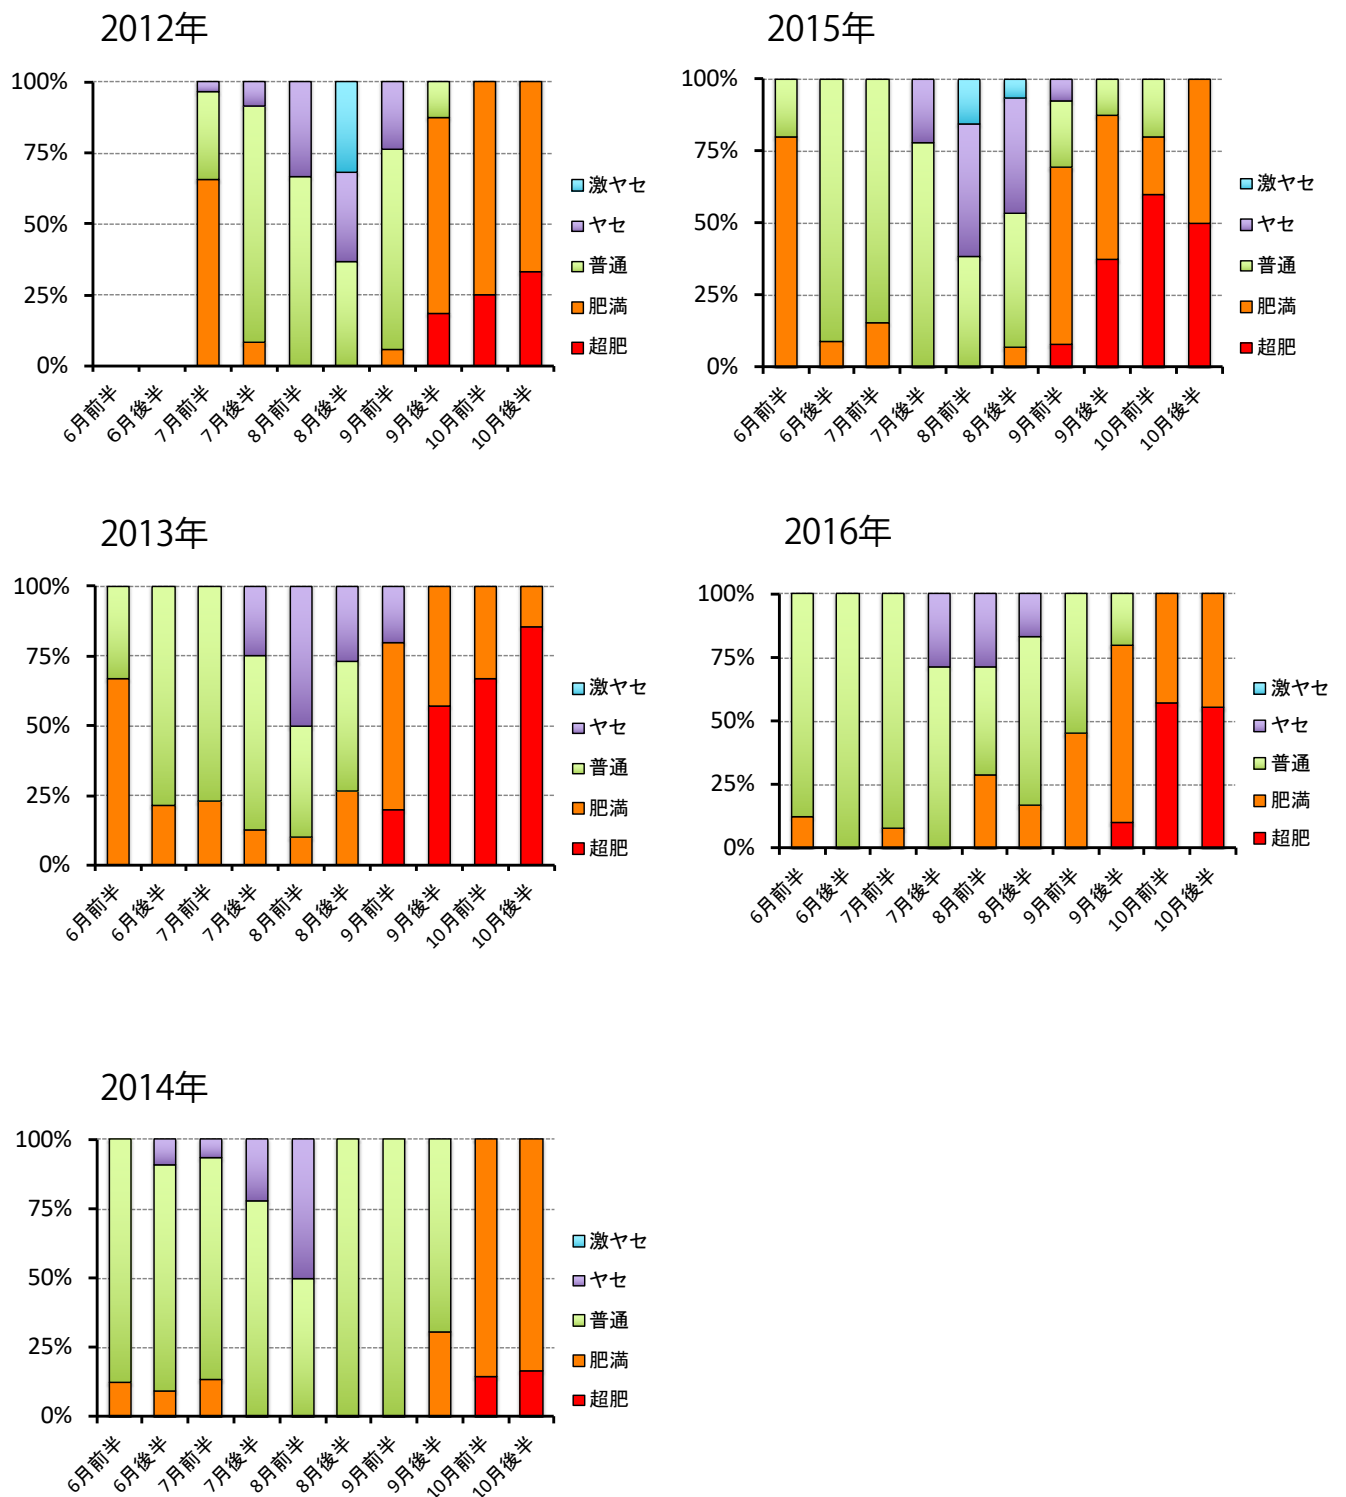 2012年
100%
75%
50%
25%
0%
6月前半
6月後半
7月前半
7月後半
8月前半
8月後半
9月前半
9月後半
10月前半
10月後半
激ヤセ
ヤセ
普通
肥満
超肥
2015年
100%
75%
50%
25%
0%
6月前半
6月後半
7月前半
7月後半
8月前半
8月後半
9月前半
9月後半
10月前半
10月後半
激ヤセ
ヤセ
普通
肥満
超肥
2013年
100%
75%
50%
25%
0%
6月前半
6月後半
7月前半
7月後半
8月前半
8月後半
9月前半
9月後半
10月前半
10月後半
激ヤセ
ヤセ
普通
肥満
超肥
2016年
100%
75%
50%
25%
0%
6月前半
6月後半
7月前半
7月後半
8月前半
8月後半
9月前半
9月後半
10月前半
10月後半
激ヤセ
ヤセ
普通
肥満
超肥
2014年
100%
75%
50%
25%
0%
6月前半
6月後半
7月前半
7月後半
8月前半
8月後半
9月前半
9月後半
10月前半
10月後半
激ヤセ
ヤセ
普通
肥満
超肥